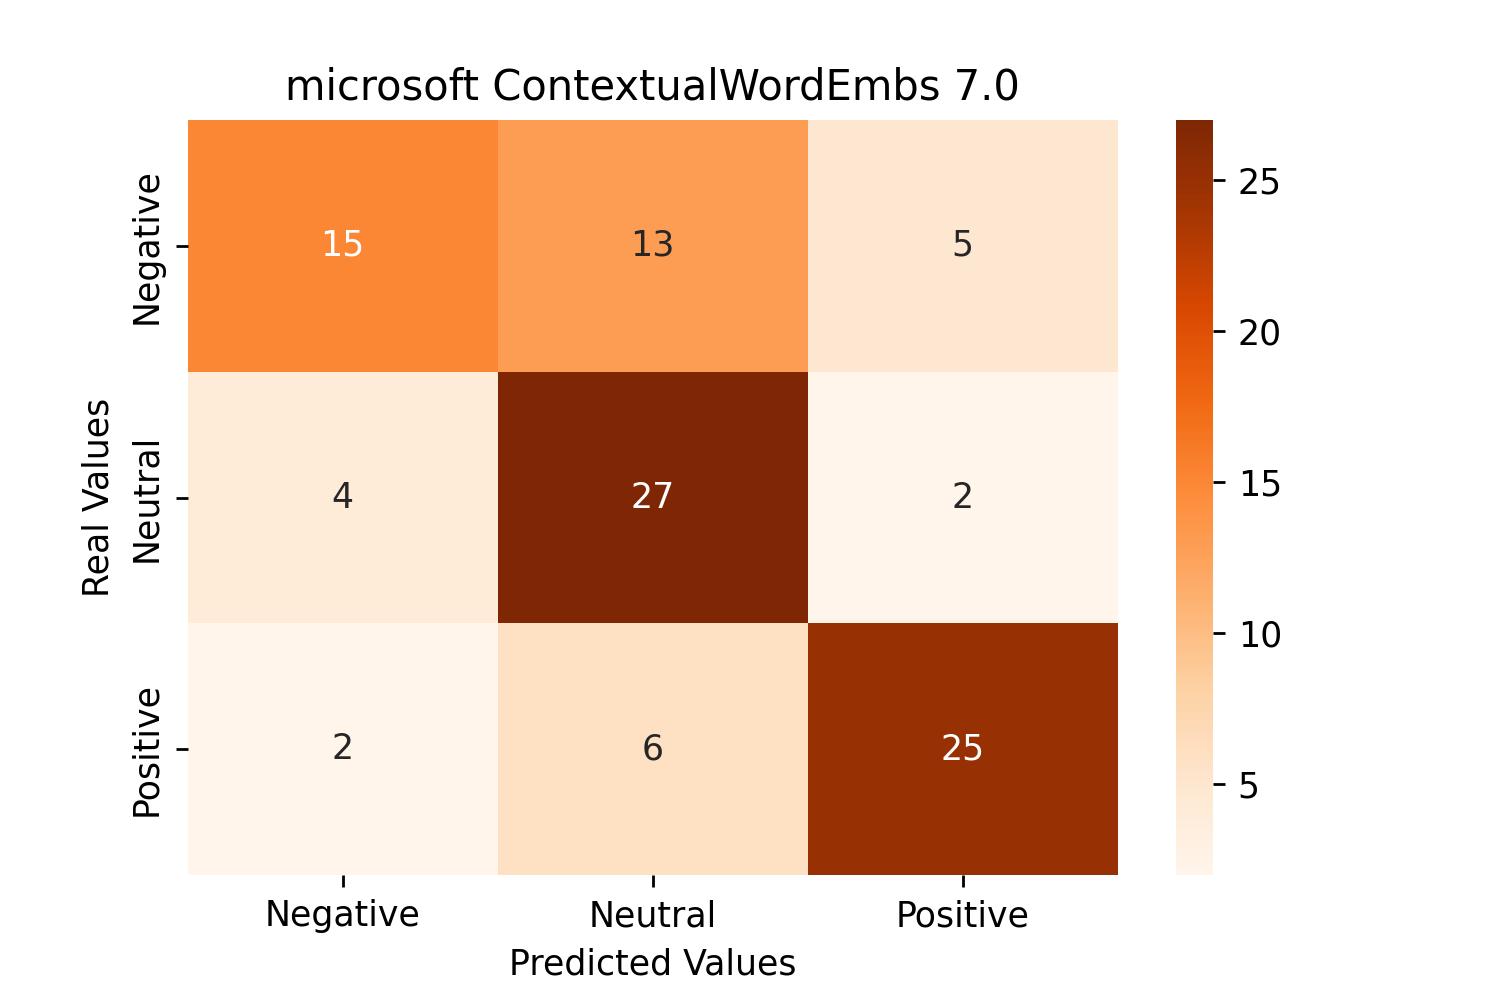 microsoft ContextualWordEmbs 7.0
Real Values
Negative
15 13 5
Neutral
4 27 2
Positive
2 6 25
Negative Neutral Positive
Predicted Values
25
20
15
10
5